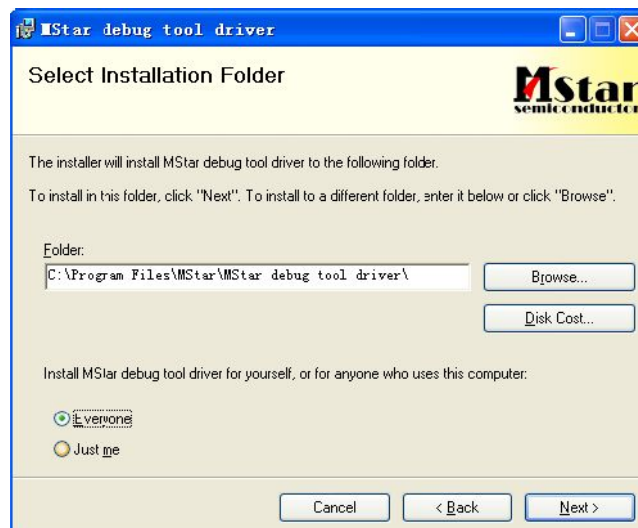 MStar debug tool driver
Select Installation Folder
MStar
semiconductor
The installer will install MStar debug tool driver to the following folder.
To install in this folder, click "Next". To install to a different folder, enter it below or click "Browse".
Folder:
C:\Program Files\MStar\MStar debug tool driver\
Browse...
Disk Cost...
Install MStar debug tool driver for yourself, or for anyone who uses this computer:
Everyone
Just me
Cancel
< Back
Next >